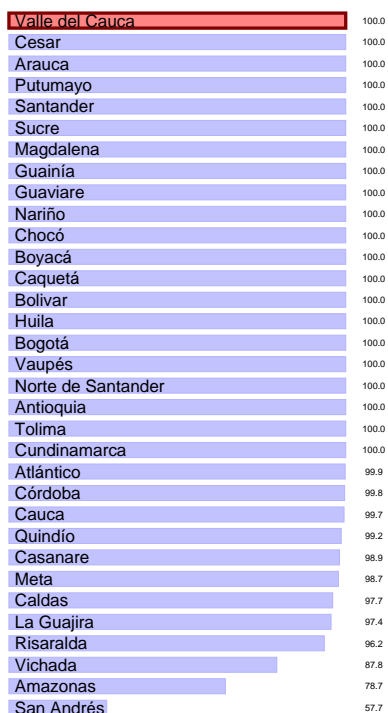 Valle del Cauca 100.0
Cesar 100.0
Arauca 100.0
Putumayo 100.0
Santander 100.0
Sucre 100.0
Magdalena 100.0
Guainía 100.0
Guaviare 100.0
Nariño 100.0
Chocó 100.0
Boyacá 100.0
Caquetá 100.0
Bolivar 100.0
Huila 100.0
Bogotá 100.0
Vaupés 100.0
Norte de Santander 100.0
Antioquia 100.0
Tolima 100.0
Cundinamarca 100.0
Atlántico 99.9
Córdoba 99.8
Cauca 99.7
Quindío 99.2
Casanare 98.9
Meta 98.7
Caldas 97.7
La Guajira 97.4
Risaralda 96.2
Vichada 87.8
Amazonas 78.7
San Andrés 57.7